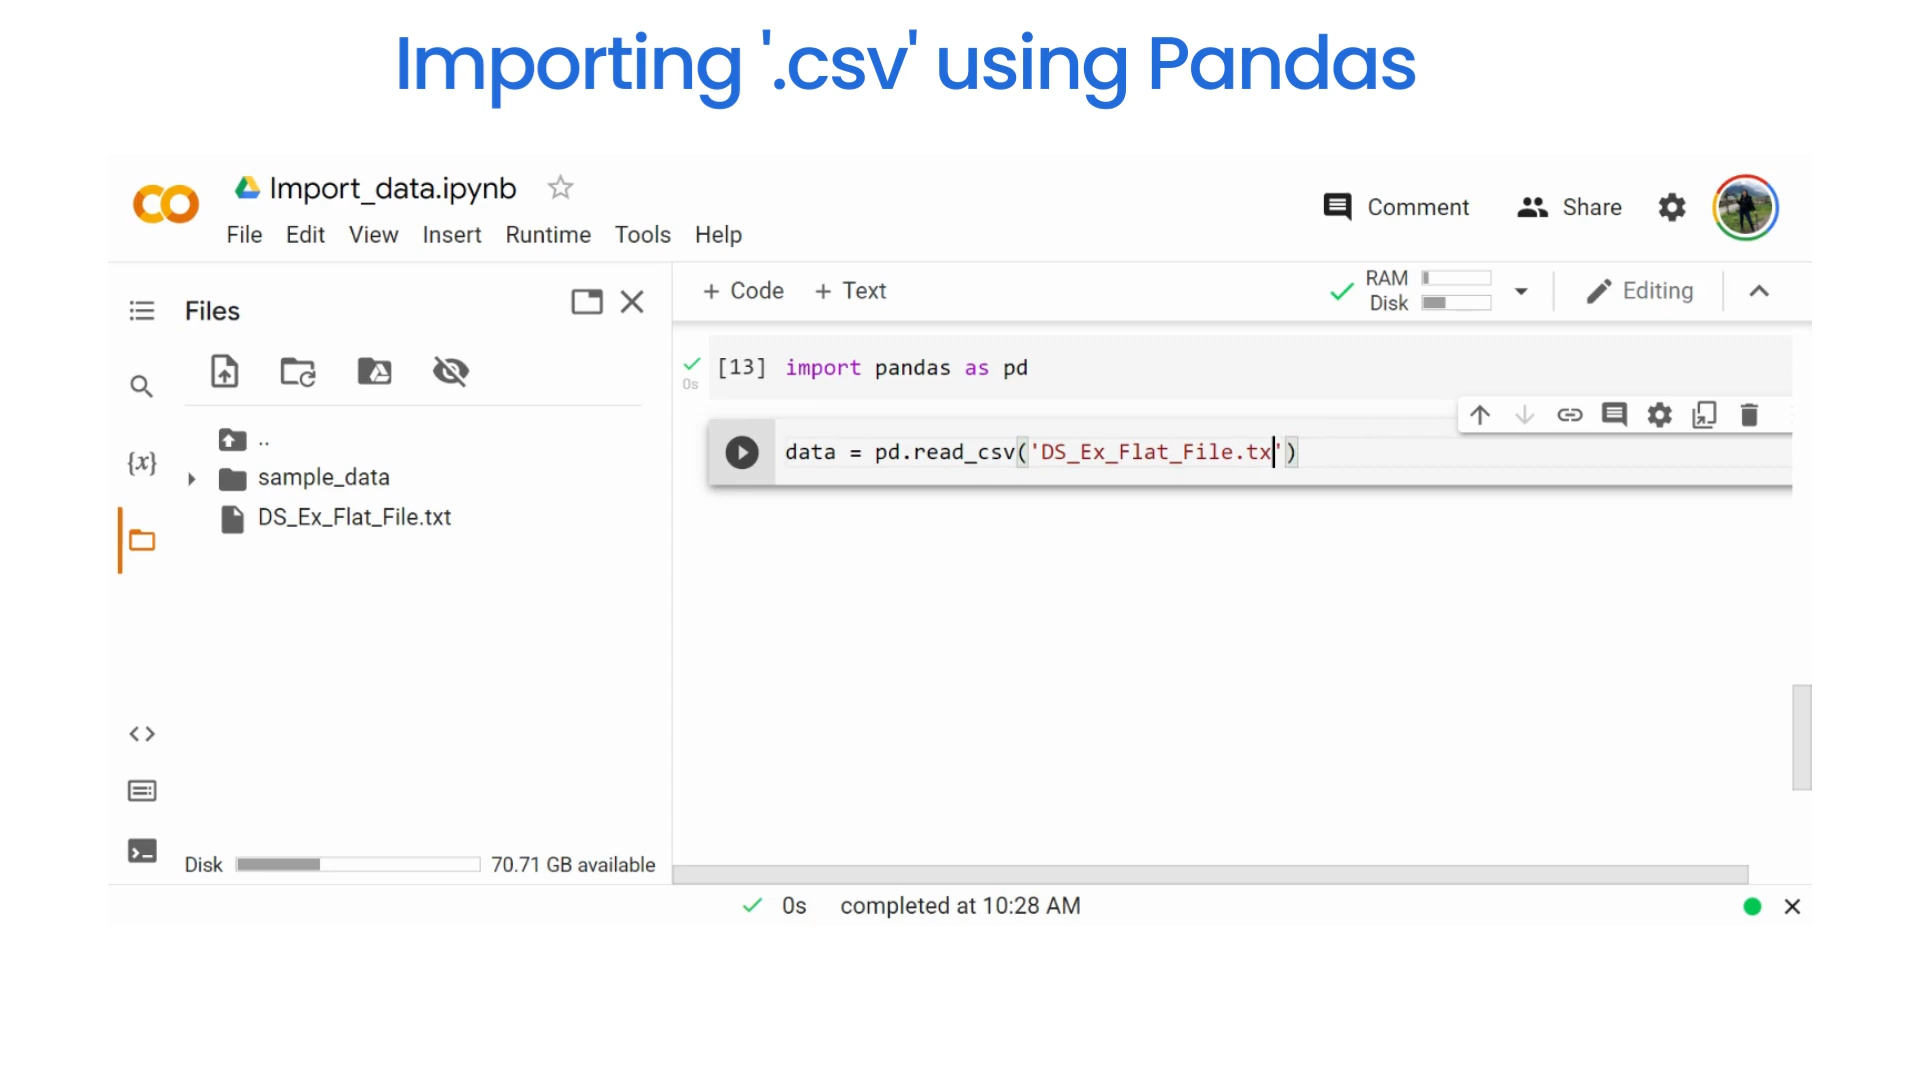 Importing '.csv' using Pandas
Import_data.ipynb
File Edit View Insert Runtime Tools Help
Comment
Share
Files
+ Code + Text
RAM
Disk
Editing
[13] import pandas as pd
0s
..
data = pd.read_csv('DS_Ex_Flat_File.tx')
{x}
sample_data
DS_Ex_Flat_File.txt
Disk 70.71 GB available
0s completed at 10:28 AM